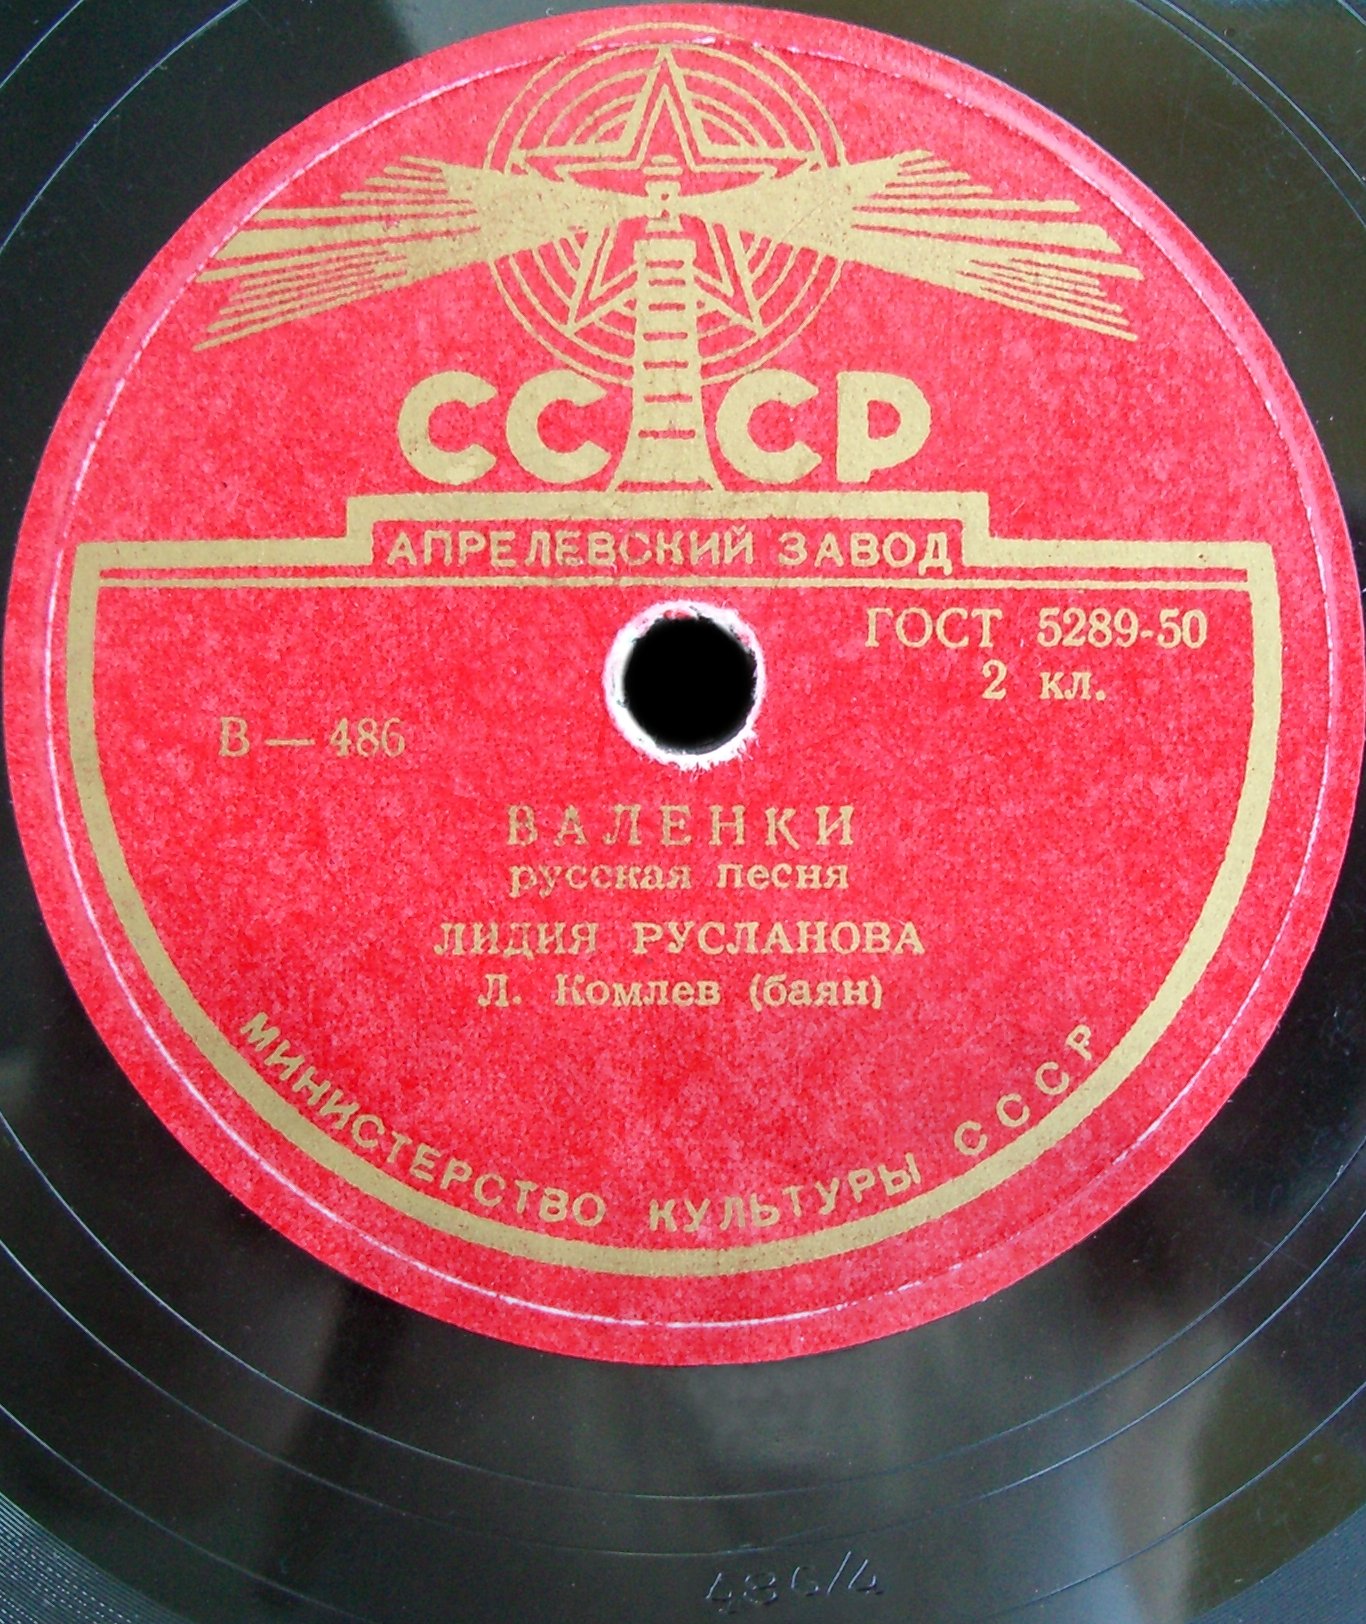 СССР
АПРЕЛЕВСКИЙ ЗАВОД
ГОСТ 5289-50
2 кл.
В — 486
ВАЛЕНКИ
русская песня
ЛИДИЯ РУСЛАНОВА
Л. Комлев (баян)
МИНИСТЕРСТВО КУЛЬТУРЫ СССР
486/4